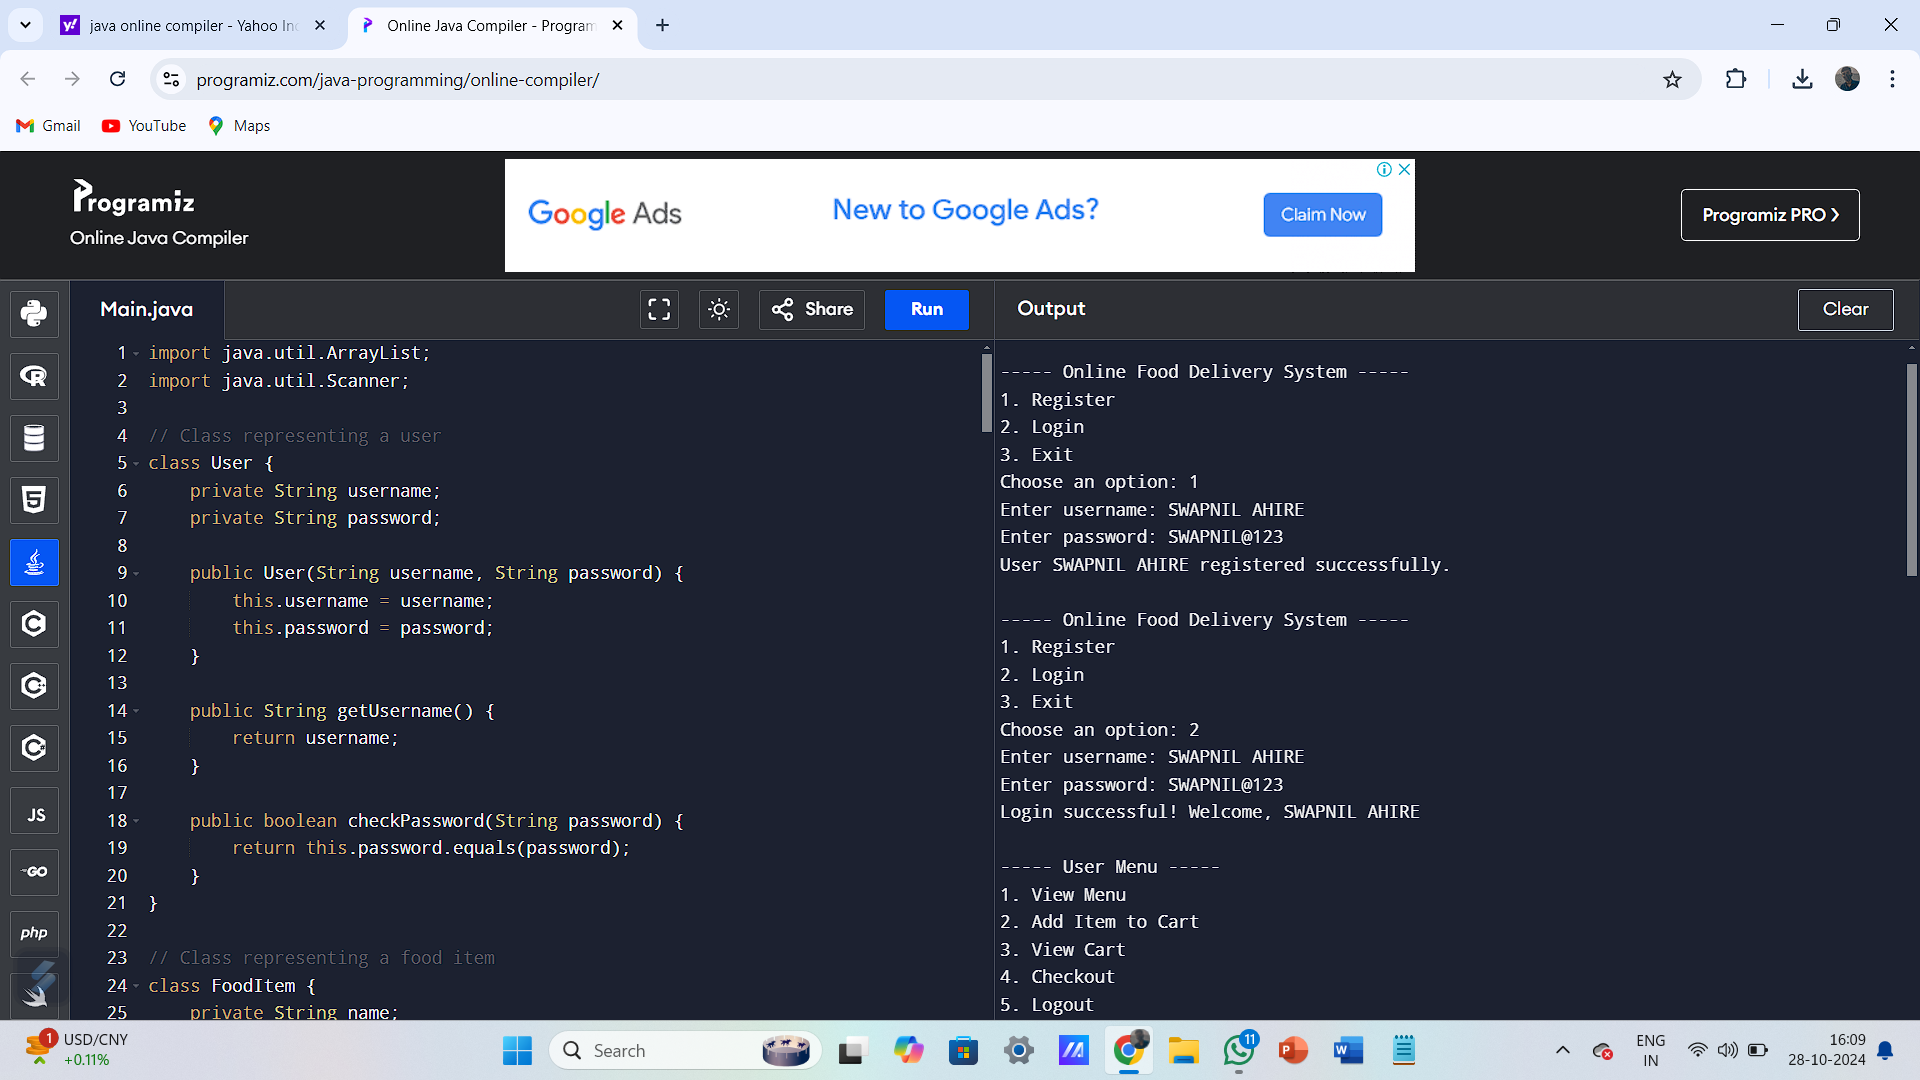 java online compiler - Yahoo In
Online Java Compiler - Program
programiz.com/java-programming/online-compiler/
Gmail
YouTube
Maps
Programiz
Online Java Compiler
Google Ads
New to Google Ads?
Claim Now
Programiz PRO
Main.java
Share
Run
Output
Clear
1 import java.util.ArrayList;
2 import java.util.Scanner;
3
4 // Class representing a user
5 class User {
6 private String username;
7 private String password;
8
9 public User(String username, String password) {
10 this.username = username;
11 this.password = password;
12 }
13
14 public String getUsername() {
15 return username;
16 }
17
18 public boolean checkPassword(String password) {
19 return this.password.equals(password);
20 }
21 }
22
23 // Class representing a food item
24 class FoodItem {
25 private String name;
----- Online Food Delivery System -----
1. Register
2. Login
3. Exit
Choose an option: 1
Enter username: SWAPNIL AHIRE
Enter password: SWAPNIL@123
User SWAPNIL AHIRE registered successfully.
----- Online Food Delivery System -----
1. Register
2. Login
3. Exit
Choose an option: 2
Enter username: SWAPNIL AHIRE
Enter password: SWAPNIL@123
Login successful! Welcome, SWAPNIL AHIRE
----- User Menu -----
1. View Menu
2. Add Item to Cart
3. View Cart
4. Checkout
5. Logout
JS
GO
php
1
USD/CNY
+0.11%
Search
11
ENG
IN
16:09
28-10-2024